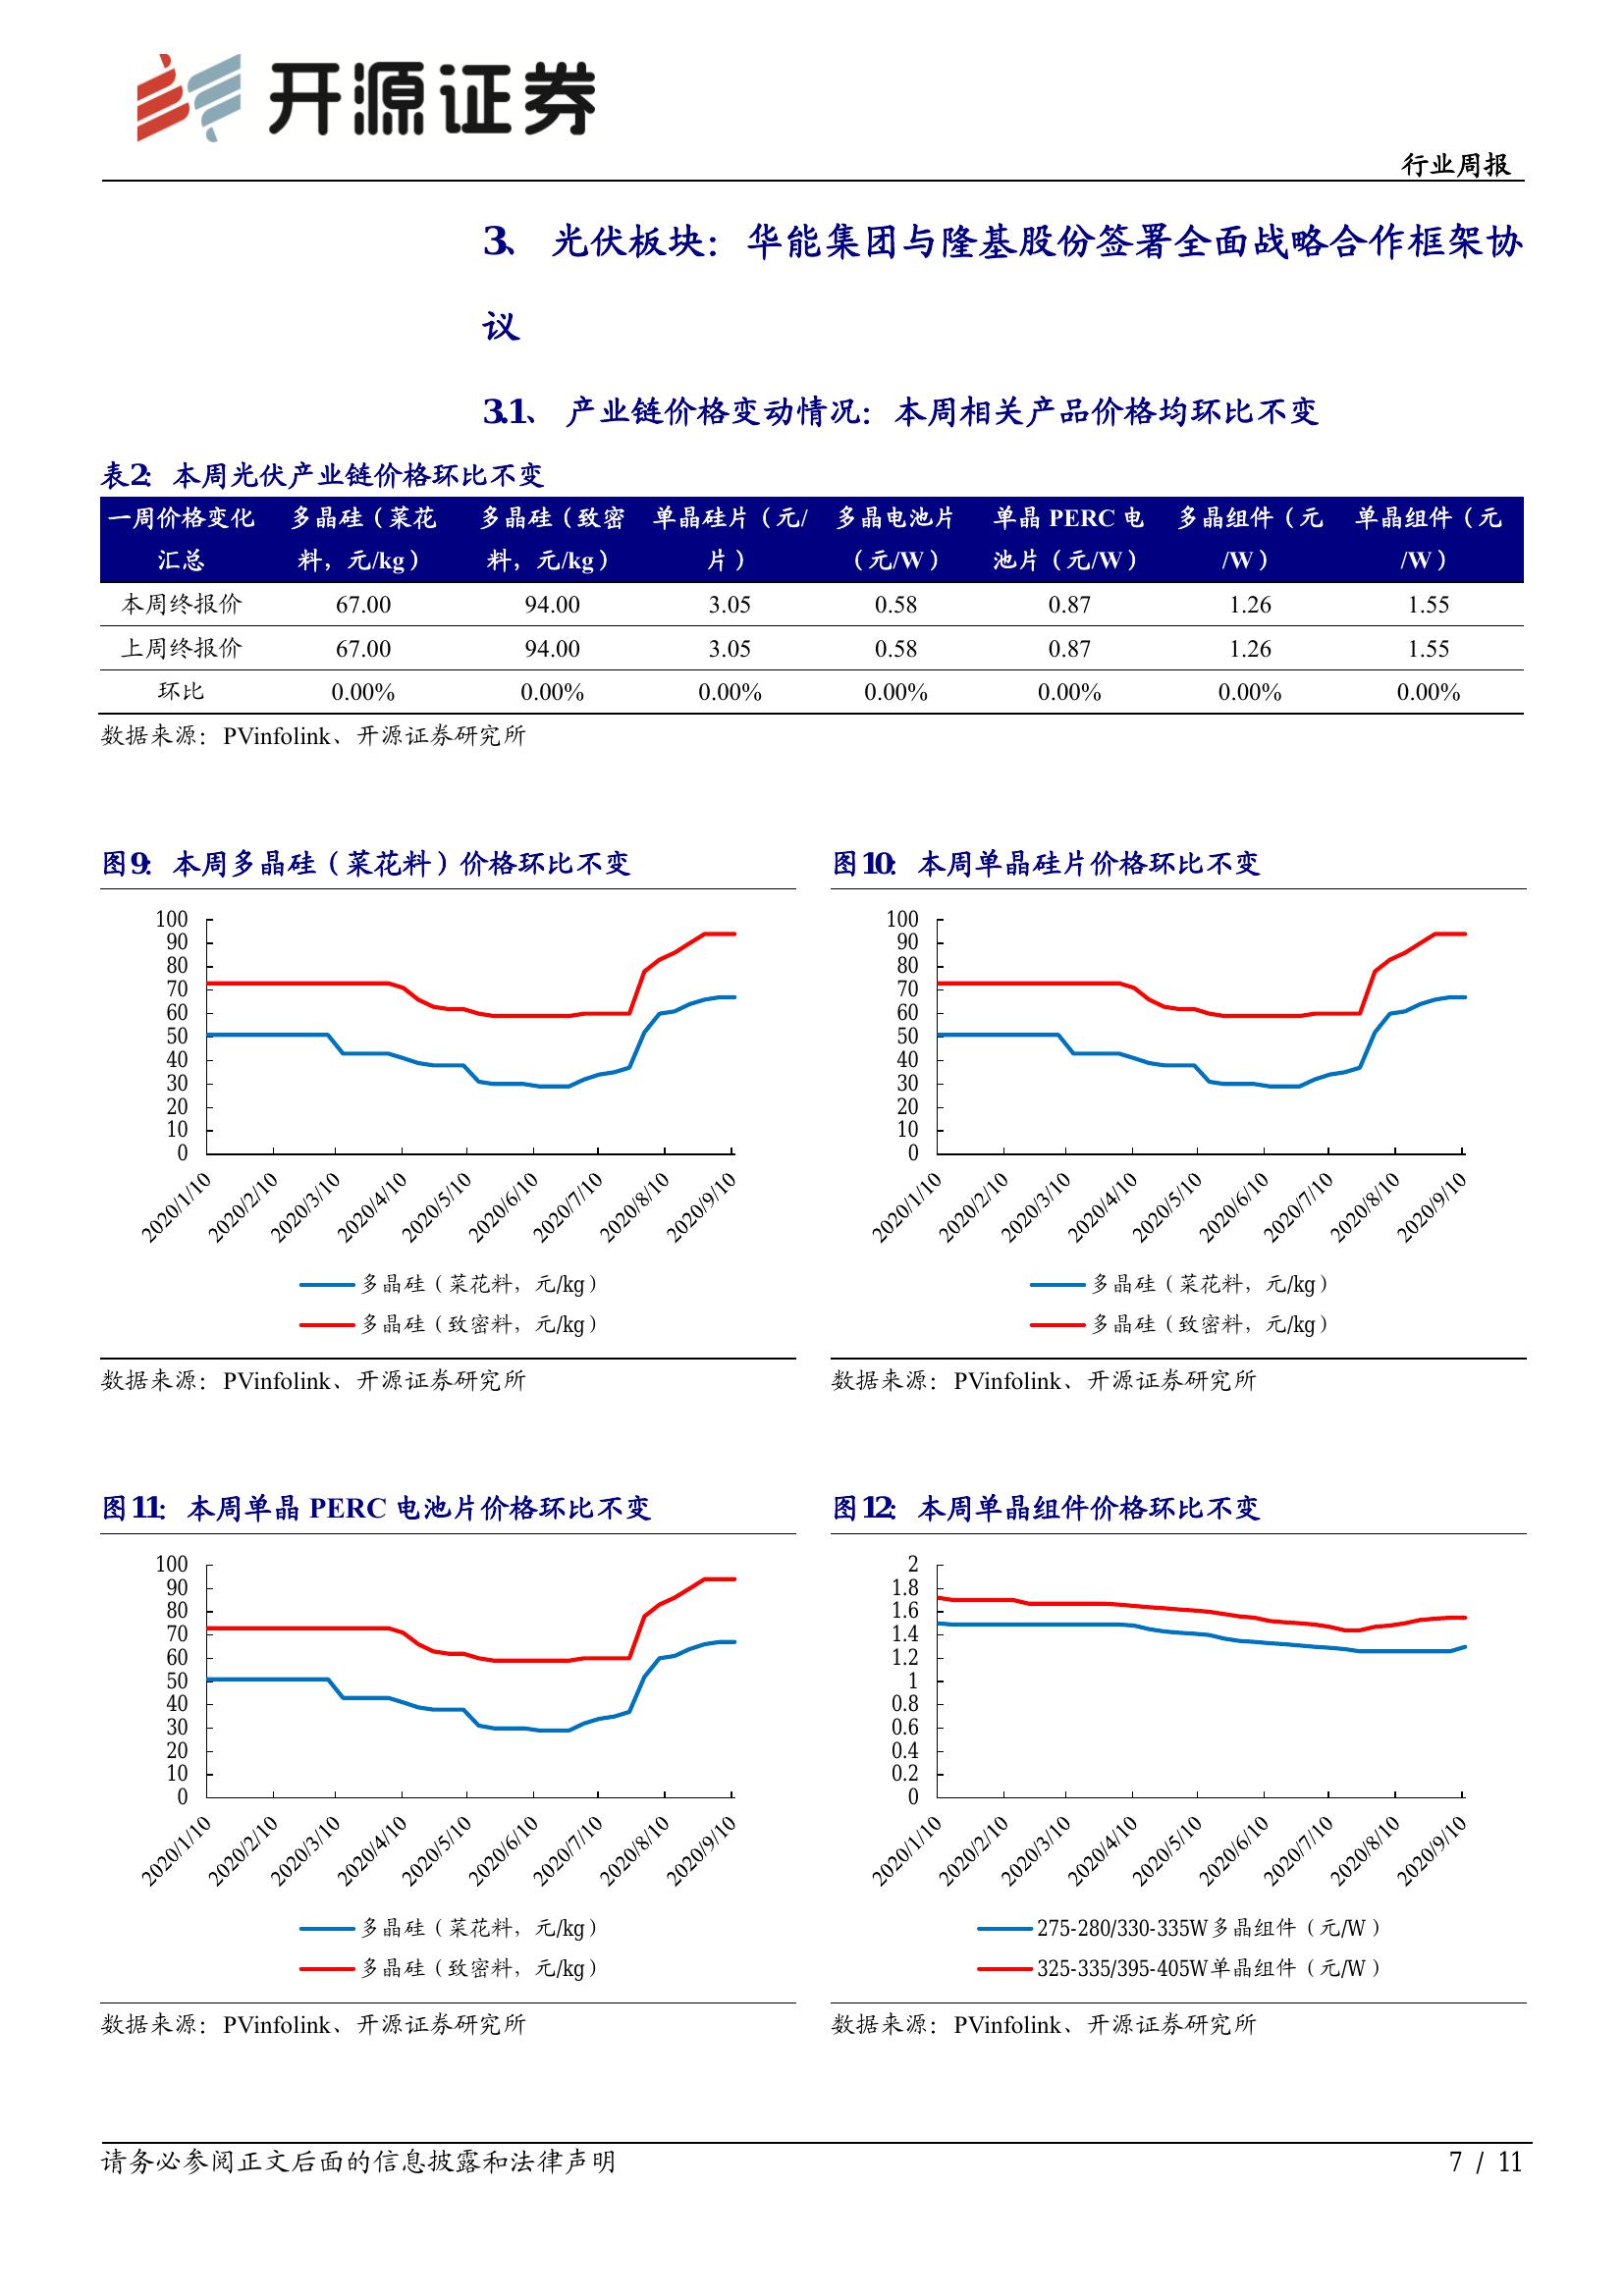 开源证券
行业周报
3、 光伏板块：华能集团与隆基股份签署全面战略合作框架协
议
3.1、 产业链价格变动情况：本周相关产品价格均环比不变
表2：本周光伏产业链价格环比不变
一周价格变化汇总 多晶硅（菜花料，元/kg） 多晶硅（致密料，元/kg） 单晶硅片（元/片） 多晶电池片（元/W） 单晶 PERC 电池片（元/W） 多晶组件（元/W） 单晶组件（元/W）
本周终报价 67.00 94.00 3.05 0.58 0.87 1.26 1.55
上周终报价 67.00 94.00 3.05 0.58 0.87 1.26 1.55
环比 0.00% 0.00% 0.00% 0.00% 0.00% 0.00% 0.00%
数据来源：PVinfolink、开源证券研究所
图9：本周多晶硅（菜花料）价格环比不变
100
90
80
70
60
50
40
30
20
10
0
2020/1/10 2020/2/10 2020/3/10 2020/4/10 2020/5/10 2020/6/10 2020/7/10 2020/8/10 2020/9/10
多晶硅（菜花料，元/kg）
多晶硅（致密料，元/kg）
数据来源：PVinfolink、开源证券研究所
图10：本周单晶硅片价格环比不变
100
90
80
70
60
50
40
30
20
10
0
2020/1/10 2020/2/10 2020/3/10 2020/4/10 2020/5/10 2020/6/10 2020/7/10 2020/8/10 2020/9/10
多晶硅（菜花料，元/kg）
多晶硅（致密料，元/kg）
数据来源：PVinfolink、开源证券研究所
图11：本周单晶 PERC 电池片价格环比不变
100
90
80
70
60
50
40
30
20
10
0
2020/1/10 2020/2/10 2020/3/10 2020/4/10 2020/5/10 2020/6/10 2020/7/10 2020/8/10 2020/9/10
多晶硅（菜花料，元/kg）
多晶硅（致密料，元/kg）
数据来源：PVinfolink、开源证券研究所
图12：本周单晶组件价格环比不变
2
1.8
1.6
1.4
1.2
1
0.8
0.6
0.4
0.2
0
2020/1/10 2020/2/10 2020/3/10 2020/4/10 2020/5/10 2020/6/10 2020/7/10 2020/8/10 2020/9/10
275-280/330-335W多晶组件（元/W）
325-335/395-405W单晶组件（元/W）
数据来源：PVinfolink、开源证券研究所
请务必参阅正文后面的信息披露和法律声明
7 / 11